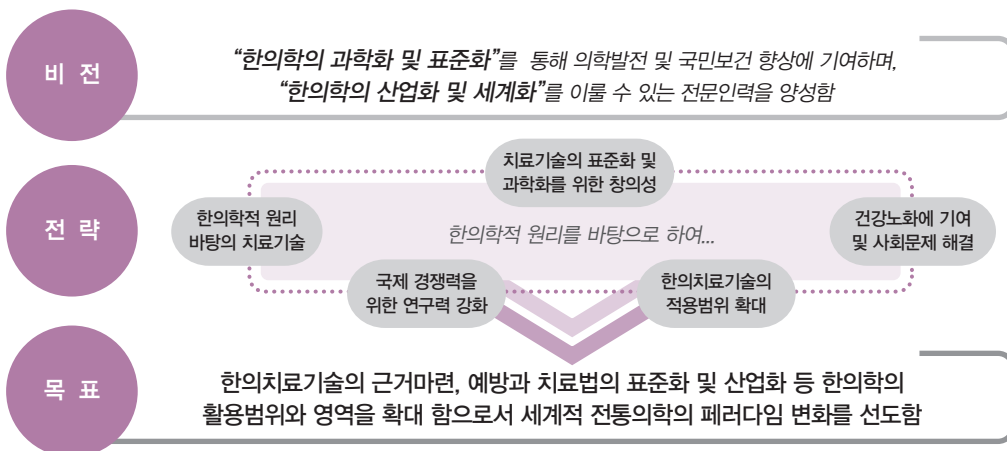 비 전
“한의학의 과학화 및 표준화”를 통해 의학발전 및 국민보건 향상에 기여하며,
“한의학의 산업화 및 세계화”를 이룰 수 있는 전문인력을 양성함
전 략
치료기술의 표준화 및
과학화를 위한 창의성
한의학적 원리
바탕의 치료기술
한의학적 원리를 바탕으로 하여...
건강노화에 기여
및 사회문제 해결
국제 경쟁력을
위한 연구력 강화
한의치료기술의
적용범위 확대
목 표
한의치료기술의 근거마련, 예방과 치료법의 표준화 및 산업화 등 한의학의
활용범위와 영역을 확대 함으로서 세계적 전통의학의 페러다임 변화를 선도함